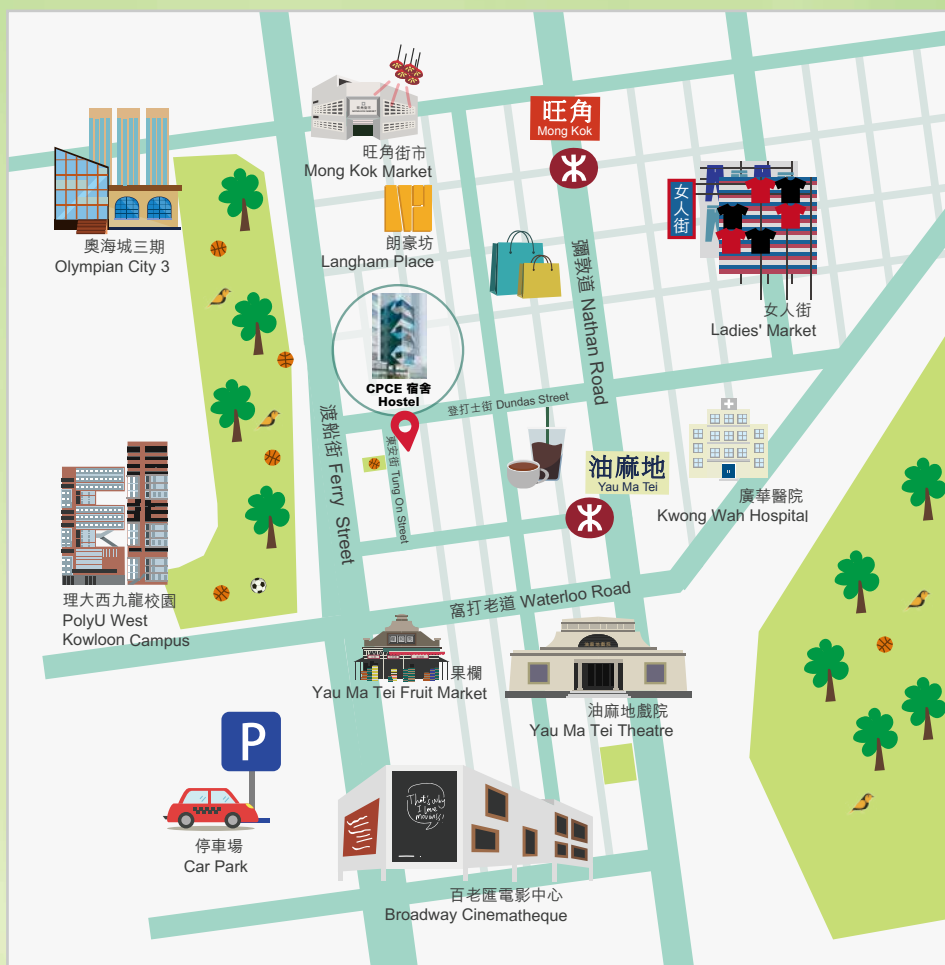 旺角
Mong Kok
旺角街市
Mong Kok Market
女人街
奧海城三期
Olympian City 3
朗豪坊
Langham Place
彌敦道 Nathan Road
女人街
Ladies' Market
CPCE 宿舍
Hostel
登打士街 Dundas Street
渡船街 Ferry Street
東安街 Tung On Street
油麻地
Yau Ma Tei
廣華醫院
Kwong Wah Hospital
理大西九龍校園
PolyU West
Kowloon Campus
窩打老道 Waterloo Road
果欄
Yau Ma Tei Fruit Market
油麻地戲院
Yau Ma Tei Theatre
P
That's why
I love
movies!
停車場
Car Park
百老匯電影中心
Broadway Cinematheque